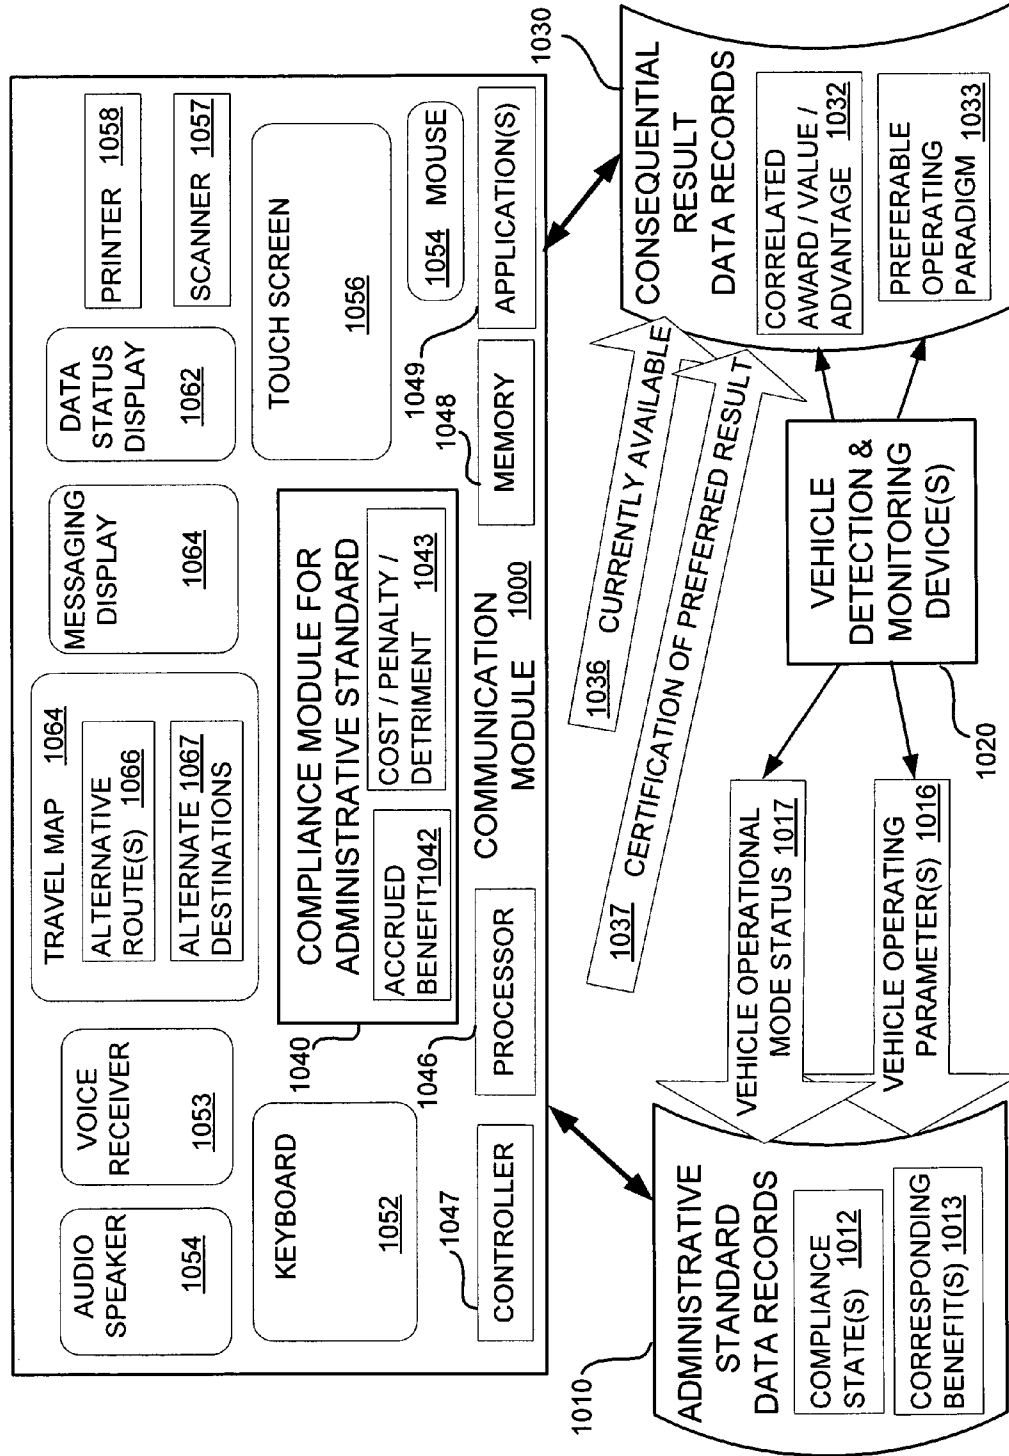 AUDIO
SPEAKER
1054
VOICE
RECEIVER
1053
TRAVEL MAP 1064
ALTERNATIVE
ROUTE(S) 1066
ALTERNATE
1067
DESTINATIONS
MESSAGING
DISPLAY
1064
DATA
STATUS
DISPLAY
1062
PRINTER 1058
SCANNER 1057
KEYBOARD
1052
1040
COMPLIANCE MODULE FOR
ADMINISTRATIVE STANDARD
ACCRUED
BENEFIT 1042
COST / PENALTY /
DETRIMENT 1043
TOUCH SCREEN
1056
1054 MOUSE
1047
CONTROLLER
1046
PROCESSOR
COMMUNICATION
MODULE 1000
1048
MEMORY
1049
APPLICATION(S)
1010
ADMINISTRATIVE
STANDARD
DATA RECORDS
COMPLIANCE
STATE(S) 1012
CORRESPONDING
BENEFIT(S) 1013
1036 CURRENTLY AVAILABLE
1037 CERTIFICATION OF PREFERRED RESULT
VEHICLE OPERATIONAL
MODE STATUS 1017
VEHICLE OPERATING
PARAMETER(S) 1016
1020
VEHICLE
DETECTION &
MONITORING
DEVICE(S)
1030
CONSEQUENTIAL
RESULT
DATA RECORDS
CORRELATED
AWARD / VALUE /
ADVANTAGE 1032
PREFERABLE
OPERATING
PARADIGM 1033